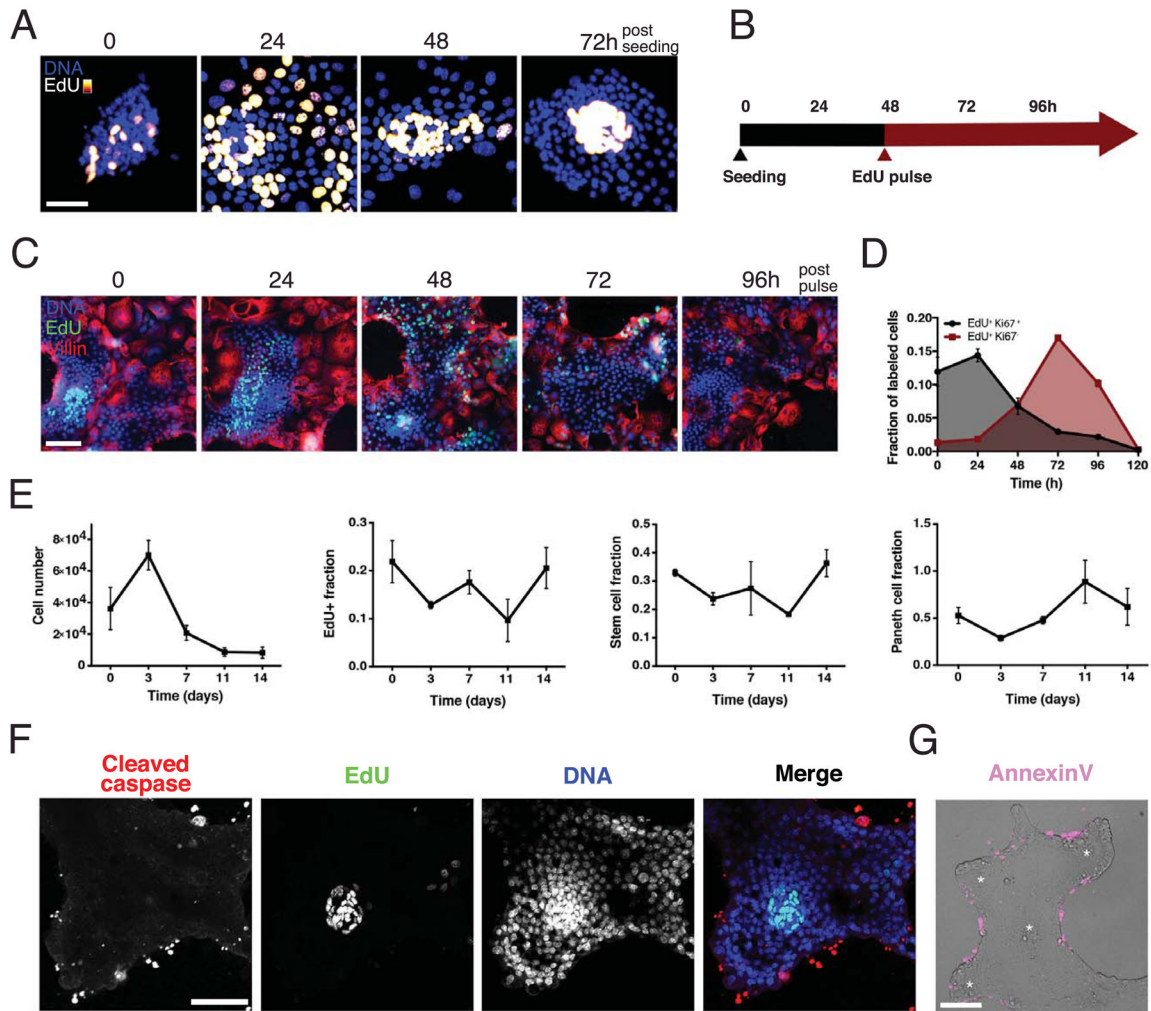 A
0
24
48
72h post seeding
DNA
EdU
B
0 24 48 72 96h
Seeding
EdU pulse
C
0
24
48
72
96h post pulse
DNA
EdU
Villin
D
Fraction of labeled cells
0.20
0.15
0.10
0.05
0.00
EdU⁺ Ki67⁺
EdU⁺ Ki67⁻
0 24 48 72 96 120
Time (h)
E
Cell number
8×10⁴
6×10⁴
4×10⁴
2×10⁴
0
0 3 7 11 14
Time (days)
EdU+ fraction
0.3
0.2
0.1
0.0
0 3 7 11 14
Time (days)
Stem cell fraction
0.5
0.4
0.3
0.2
0.1
0.0
0 3 7 11 14
Time (days)
Paneth cell fraction
1.5
1.0
0.5
0.0
0 3 7 11 14
Time (days)
F
Cleaved
caspase
EdU
DNA
Merge
G
AnnexinV
*
*
*
*